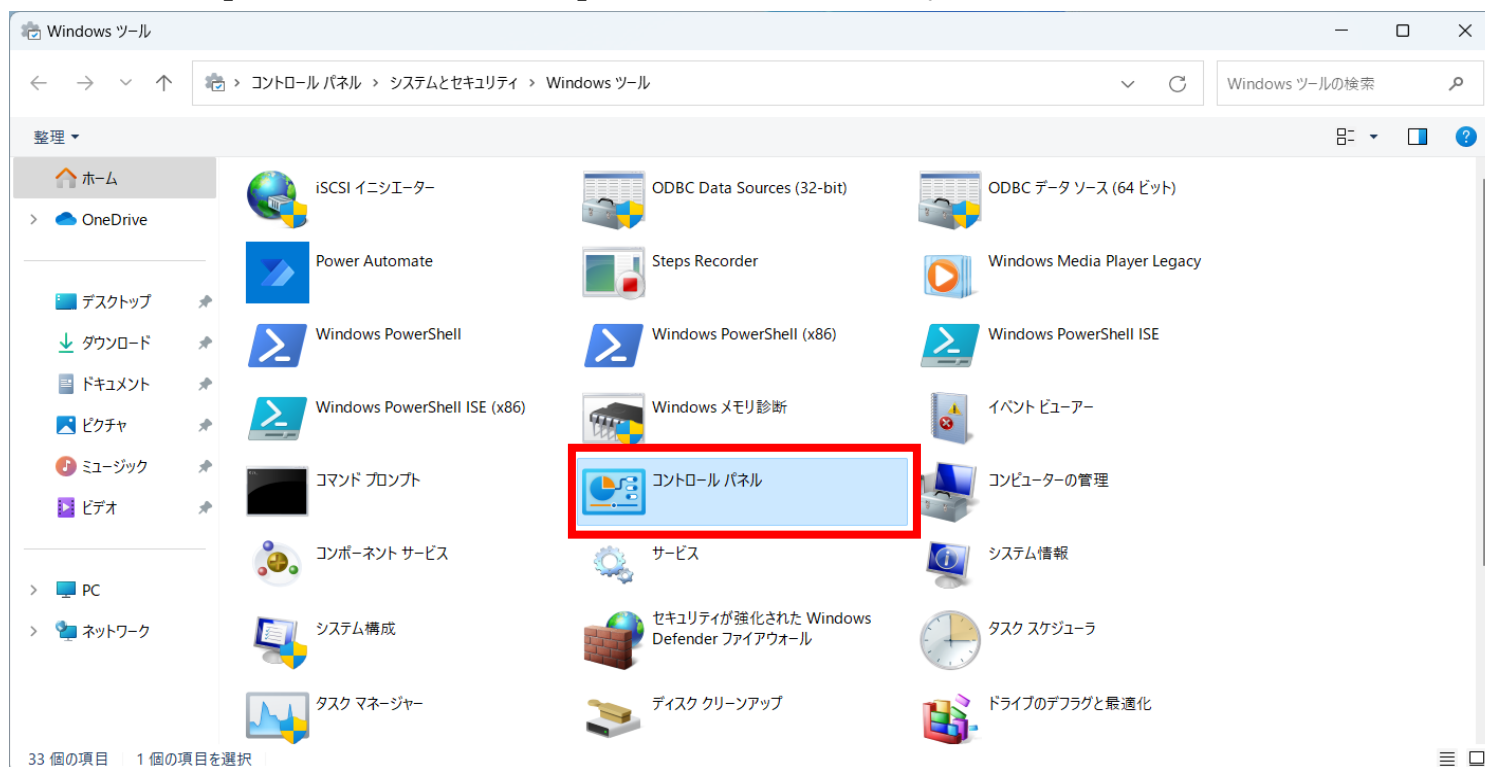 Windows ツール
コントロール パネル > システムとセキュリティ > Windows ツール
Windows ツールの検索
整理
ホーム
OneDrive
デスクトップ
ダウンロード
ドキュメント
ピクチャ
ミュージック
ビデオ
PC
ネットワーク
iSCSI イニシエーター
ODBC Data Sources (32-bit)
ODBC データ ソース (64 ビット)
Power Automate
Steps Recorder
Windows Media Player Legacy
Windows PowerShell
Windows PowerShell (x86)
Windows PowerShell ISE
Windows PowerShell ISE (x86)
Windows メモリ診断
イベント ビューアー
コマンド プロンプト
コントロール パネル
コンピューターの管理
コンポーネント サービス
サービス
システム情報
システム構成
セキュリティが強化された Windows
Defender ファイアウォール
タスク スケジューラ
タスク マネージャー
ディスク クリーンアップ
ドライブのデフラグと最適化
33 個の項目
1 個の項目を選択